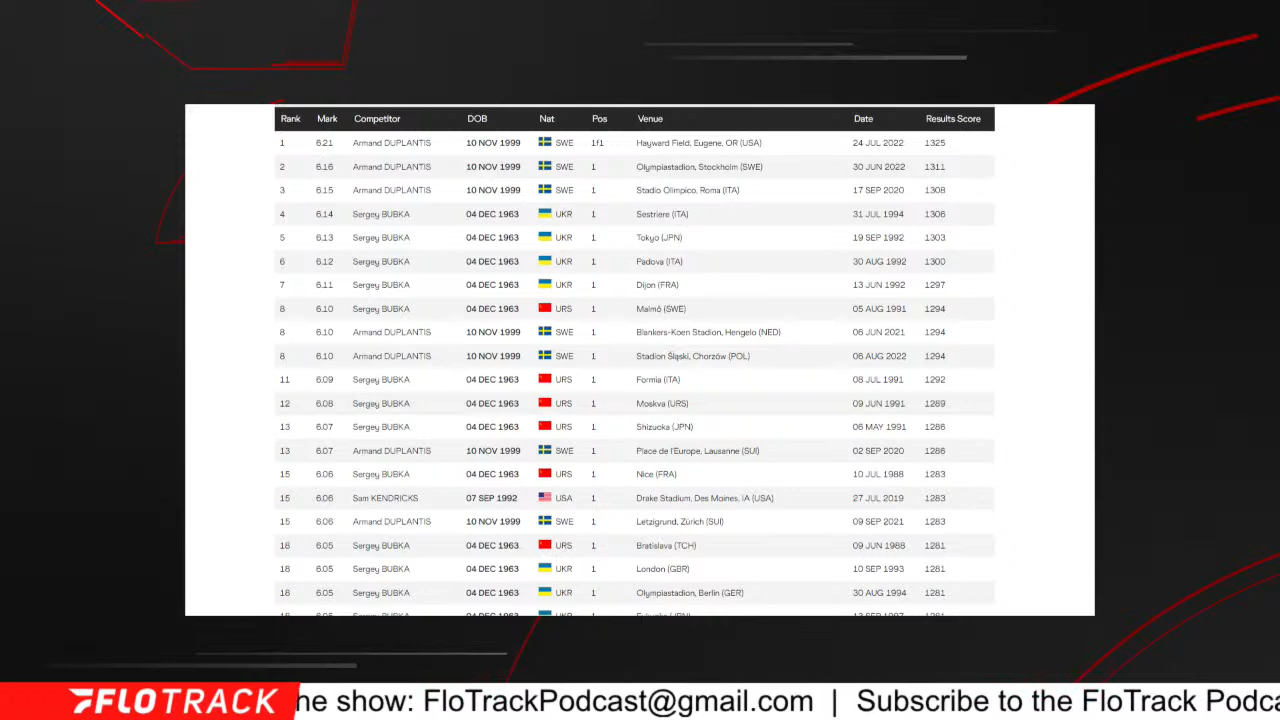 Rank Mark Competitor DOB Nat Pos Venue Date Results Score
1 6.21 Armand DUPLANTIS 10 NOV 1999 SWE 1f1 Hayward Field, Eugene, OR (USA) 24 JUL 2022 1325
2 6.16 Armand DUPLANTIS 10 NOV 1999 SWE 1 Olympiastadion, Stockholm (SWE) 30 JUN 2022 1311
3 6.15 Armand DUPLANTIS 10 NOV 1999 SWE 1 Stadio Olimpico, Roma (ITA) 17 SEP 2020 1308
4 6.14 Sergey BUBKA 04 DEC 1963 UKR 1 Sestriere (ITA) 31 JUL 1994 1306
5 6.13 Sergey BUBKA 04 DEC 1963 UKR 1 Tokyo (JPN) 19 SEP 1992 1303
6 6.12 Sergey BUBKA 04 DEC 1963 UKR 1 Padova (ITA) 30 AUG 1992 1300
7 6.11 Sergey BUBKA 04 DEC 1963 UKR 1 Dijon (FRA) 13 JUN 1992 1297
8 6.10 Sergey BUBKA 04 DEC 1963 URS 1 Malmö (SWE) 05 AUG 1991 1294
8 6.10 Armand DUPLANTIS 10 NOV 1999 SWE 1 Blankers-Koen Stadion, Hengelo (NED) 06 JUN 2021 1294
8 6.10 Armand DUPLANTIS 10 NOV 1999 SWE 1 Stadion Śląski, Chorzów (POL) 06 AUG 2022 1294
11 6.09 Sergey BUBKA 04 DEC 1963 URS 1 Formia (ITA) 08 JUL 1991 1292
12 6.08 Sergey BUBKA 04 DEC 1963 URS 1 Moskva (URS) 09 JUN 1991 1289
13 6.07 Sergey BUBKA 04 DEC 1963 URS 1 Shizuoka (JPN) 06 MAY 1991 1286
13 6.07 Armand DUPLANTIS 10 NOV 1999 SWE 1 Place de l'Europe, Lausanne (SUI) 02 SEP 2020 1286
15 6.06 Sergey BUBKA 04 DEC 1963 URS 1 Nice (FRA) 10 JUL 1988 1283
15 6.06 Sam KENDRICKS 07 SEP 1992 USA 1 Drake Stadium, Des Moines, IA (USA) 27 JUL 2019 1283
15 6.06 Armand DUPLANTIS 10 NOV 1999 SWE 1 Letzigrund, Zürich (SUI) 09 SEP 2021 1283
18 6.05 Sergey BUBKA 04 DEC 1963 URS 1 Bratislava (TCH) 09 JUN 1988 1281
18 6.05 Sergey BUBKA 04 DEC 1963 UKR 1 London (GBR) 10 SEP 1993 1281
18 6.05 Sergey BUBKA 04 DEC 1963 UKR 1 Olympiastadion, Berlin (GER) 30 AUG 1994 1281
FLOTRACK he show: FloTrackPodcast@gmail.com | Subscribe to the FloTrack Podca